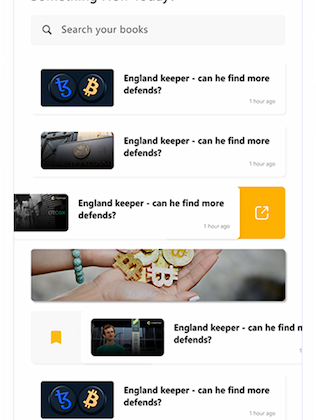 Search your books
England keeper - can he find more
defends?
1 hour ago
England keeper - can he find more
defends?
1 hour ago
England keeper - can he find more
defends?
1 hour ago
England keeper - can he find m
defends?
1 ho
England keeper - can he find more
defends?
1 hour ago